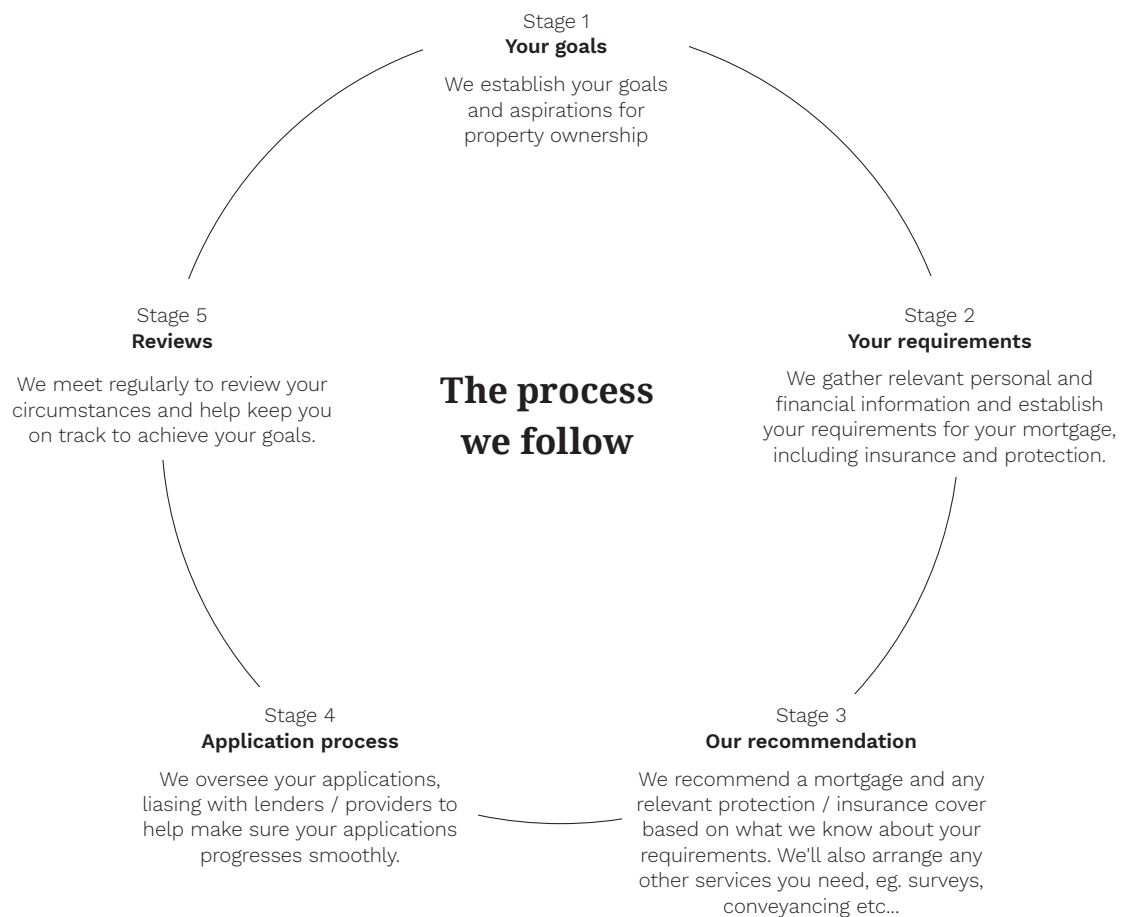 Stage 1
Your goals
We establish your goals
and aspirations for
property ownership
Stage 2
Your requirements
We gather relevant personal and
financial information and establish
your requirements for your mortgage,
including insurance and protection.
Stage 3
Our recommendation
We recommend a mortgage and any
relevant protection / insurance cover
based on what we know about your
requirements. We'll also arrange any
other services you need, eg. surveys,
conveyancing etc...
Stage 4
Application process
We oversee your applications,
liasing with lenders / providers to
help make sure your applications
progresses smoothly.
Stage 5
Reviews
We meet regularly to review your
circumstances and help keep you
on track to achieve your goals.
The process
we follow